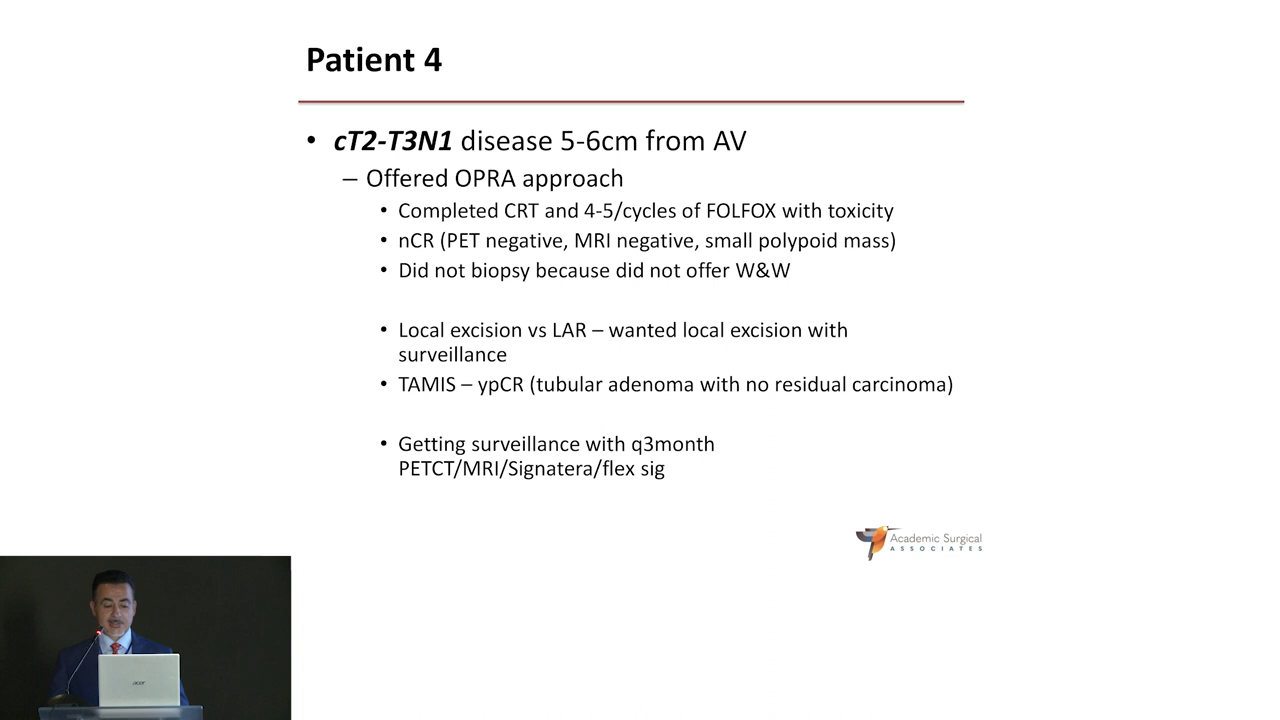 Patient 4
• cT2-T3N1 disease 5-6cm from AV
– Offered OPRA approach
• Completed CRT and 4-5/cycles of FOLFOX with toxicity
• nCR (PET negative, MRI negative, small polypoid mass)
• Did not biopsy because did not offer W&W
• Local excision vs LAR – wanted local excision with
surveillance
• TAMIS – ypCR (tubular adenoma with no residual carcinoma)
• Getting surveillance with q3month
PETCT/MRI/Signatera/flex sig
Academic Surgical
ASSOCIATES
acer